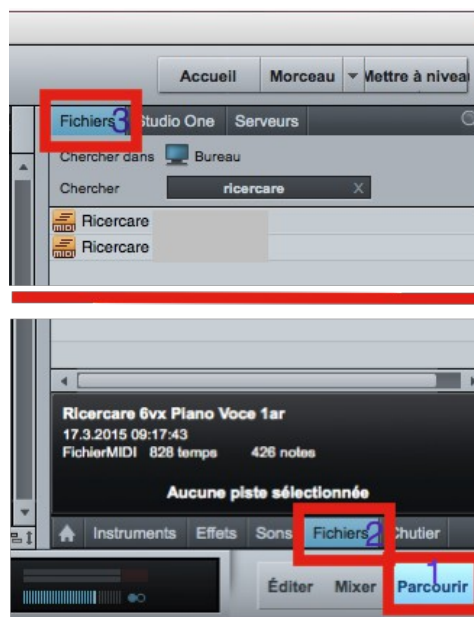 Accueil Morceau Mettre à niveau
Fichiers 3 Studio One Serveurs
Chercher dans Bureau
Chercher ricercare X
midi Ricercare
midi Ricercare
Ricercare 6vx Piano Voce 1ar
17.3.2015 09:17:43
FichierMIDI 828 temps 426 notes
Aucune piste sélectionnée
Instruments Effets Sons Fichiers 2 Chutier
Éditer Mixer Parcourir 1